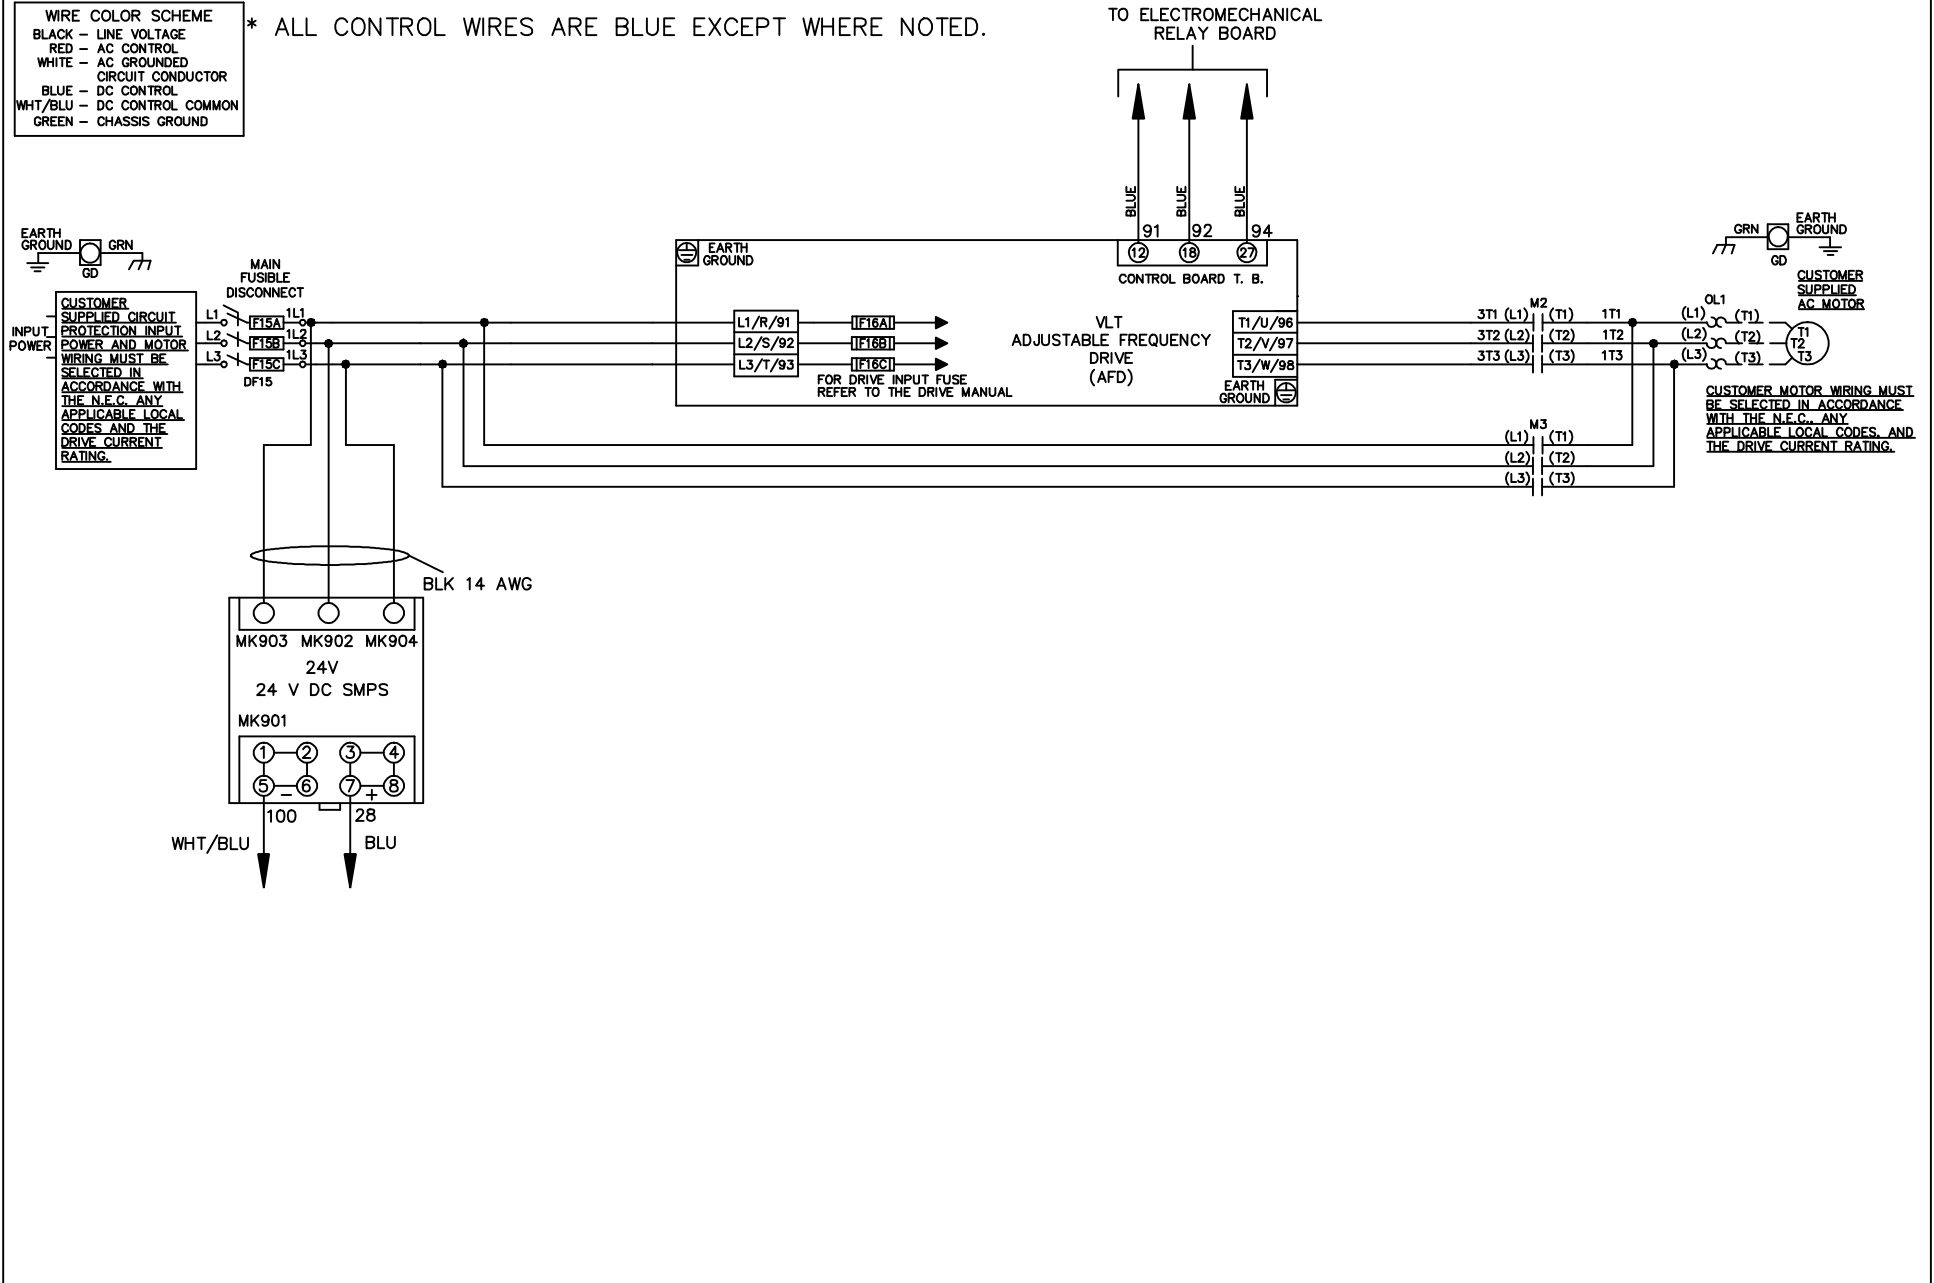 WIRE COLOR SCHEME
BLACK – LINE VOLTAGE
RED – AC CONTROL
WHITE – AC GROUNDED
CIRCUIT CONDUCTOR
BLUE – DC CONTROL
WHT/BLU – DC CONTROL COMMON
GREEN – CHASSIS GROUND
* ALL CONTROL WIRES ARE BLUE EXCEPT WHERE NOTED.
TO ELECTROMECHANICAL
RELAY BOARD
BLUE
BLUE
BLUE
91 92 94
12 18 27
CONTROL BOARD T. B.
EARTH
GROUND
GRN
GD
INPUT
POWER
CUSTOMER
SUPPLIED CIRCUIT
PROTECTION INPUT
POWER AND MOTOR
WIRING MUST BE
SELECTED IN
ACCORDANCE WITH
THE N.E.C. ANY
APPLICABLE LOCAL
CODES AND THE
DRIVE CURRENT
RATING.
MAIN
FUSIBLE
DISCONNECT
L1 F15A 1L1
L2 F15B 1L2
L3 F15C 1L3
DF15
EARTH
GROUND
L1/R/91 F16A
L2/S/92 F16B
L3/T/93 F16C
FOR DRIVE INPUT FUSE
REFER TO THE DRIVE MANUAL
VLT
ADJUSTABLE FREQUENCY
DRIVE
(AFD)
T1/U/96
T2/V/97
T3/W/98
EARTH
GROUND
M2
3T1 (L1) (T1) 1T1
3T2 (L2) (T2) 1T2
3T3 (L3) (T3) 1T3
M3
(L1) (T1)
(L2) (T2)
(L3) (T3)
OL1
(L1) (T1)
(L2) (T2)
(L3) (T3)
T1
T2
T3
GRN
GD
EARTH
GROUND
CUSTOMER
SUPPLIED
AC MOTOR
CUSTOMER MOTOR WIRING MUST
BE SELECTED IN ACCORDANCE
WITH THE N.E.C.. ANY
APPLICABLE LOCAL CODES, AND
THE DRIVE CURRENT RATING.
BLK 14 AWG
MK903 MK902 MK904
24V
24 V DC SMPS
MK901
1 2 3 4
5 6 7 8
– +
100 28
WHT/BLU BLU